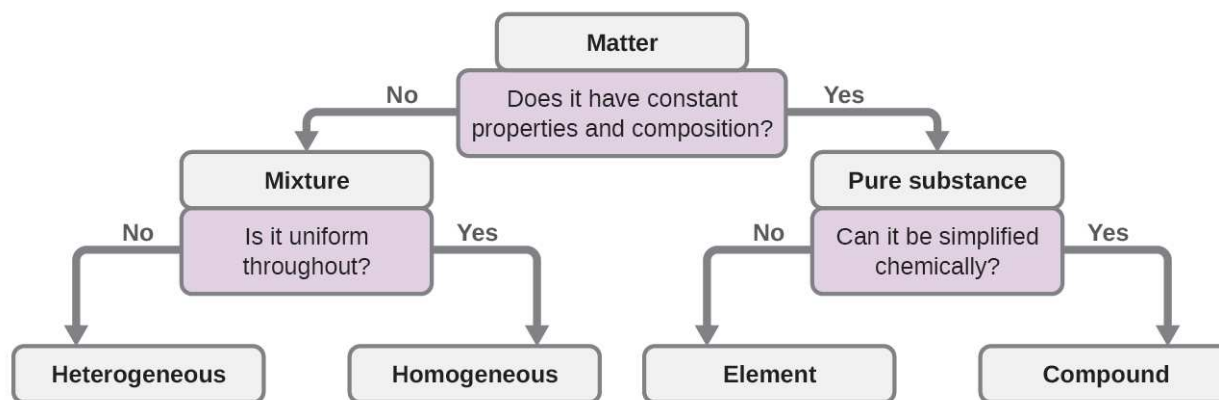 Matter
No
Does it have constant
properties and composition?
Yes
Mixture
Pure substance
No
Is it uniform
throughout?
Yes
No
Can it be simplified
chemically?
Yes
Heterogeneous
Homogeneous
Element
Compound